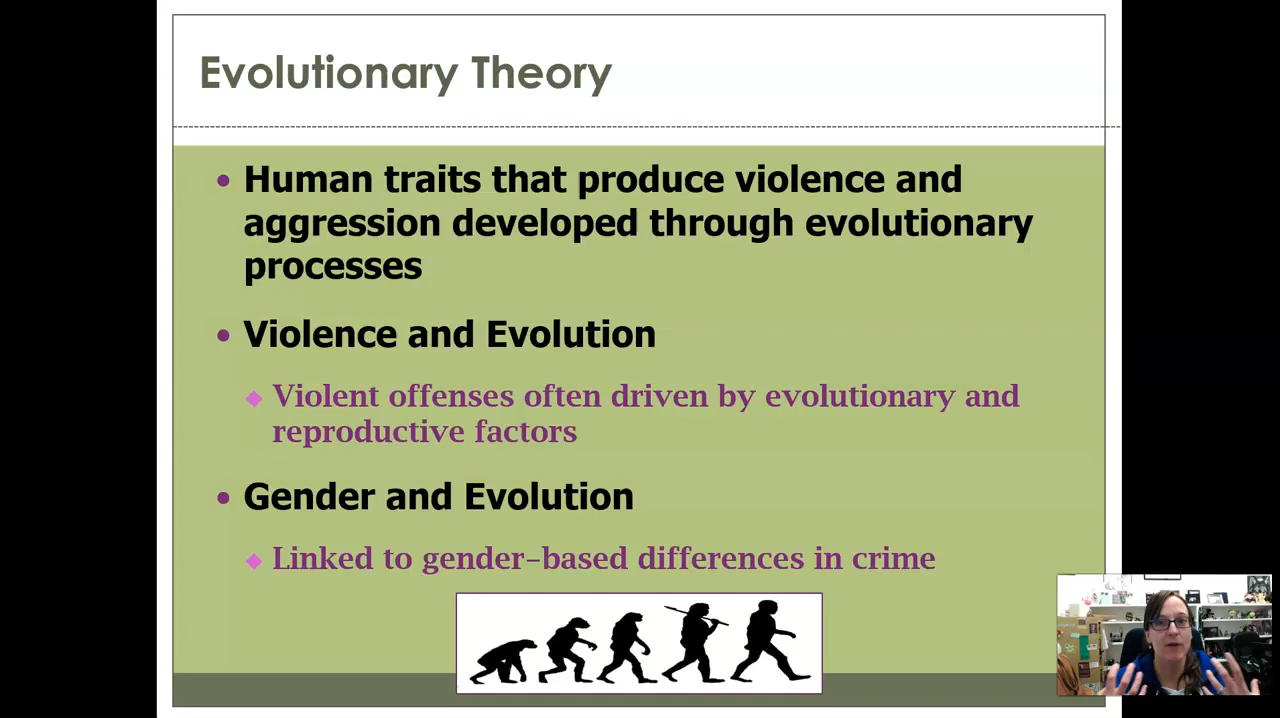 Evolutionary Theory
Human traits that produce violence and
aggression developed through evolutionary
processes
Violence and Evolution
Violent offenses often driven by evolutionary and
reproductive factors
Gender and Evolution
Linked to gender-based differences in crime